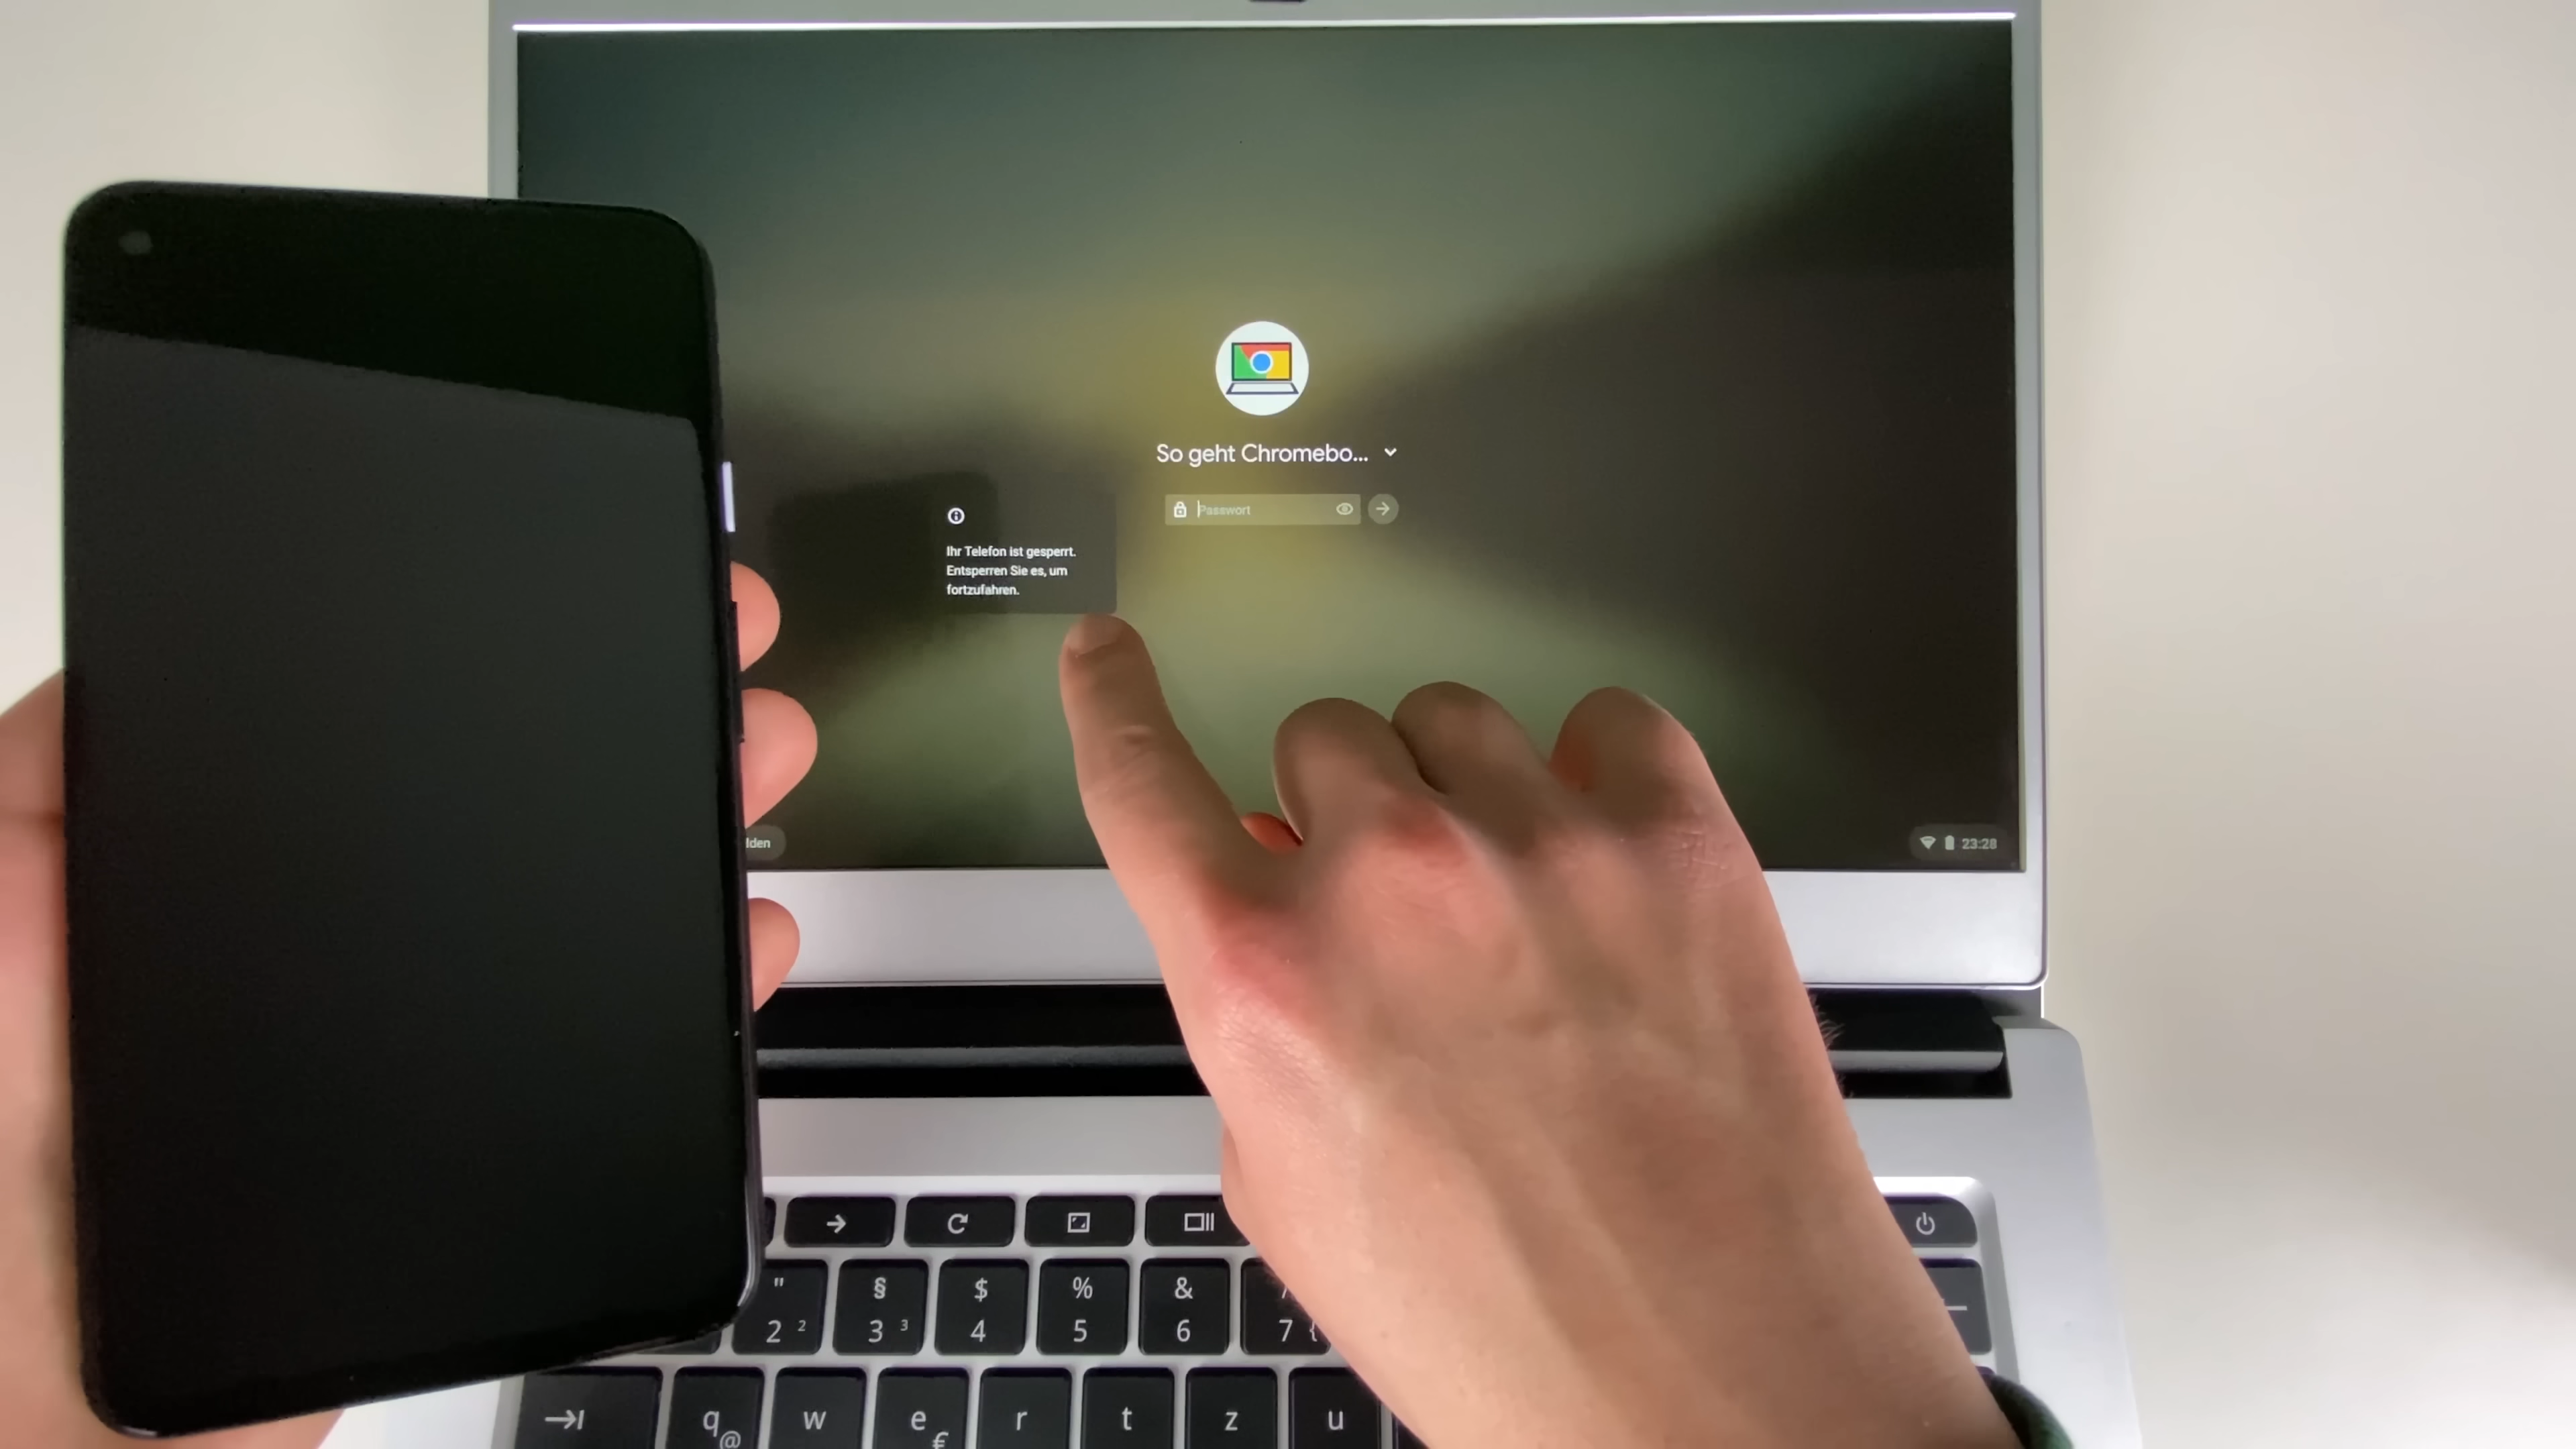 So geht Chromebo...
Passwort
Ihr Telefon ist gesperrt.
Entsperren Sie es, um
fortzufahren.
lden
23:28
" § $ % &
2 2 3 3 4 5 6 7 {
q @ w e € r t z u